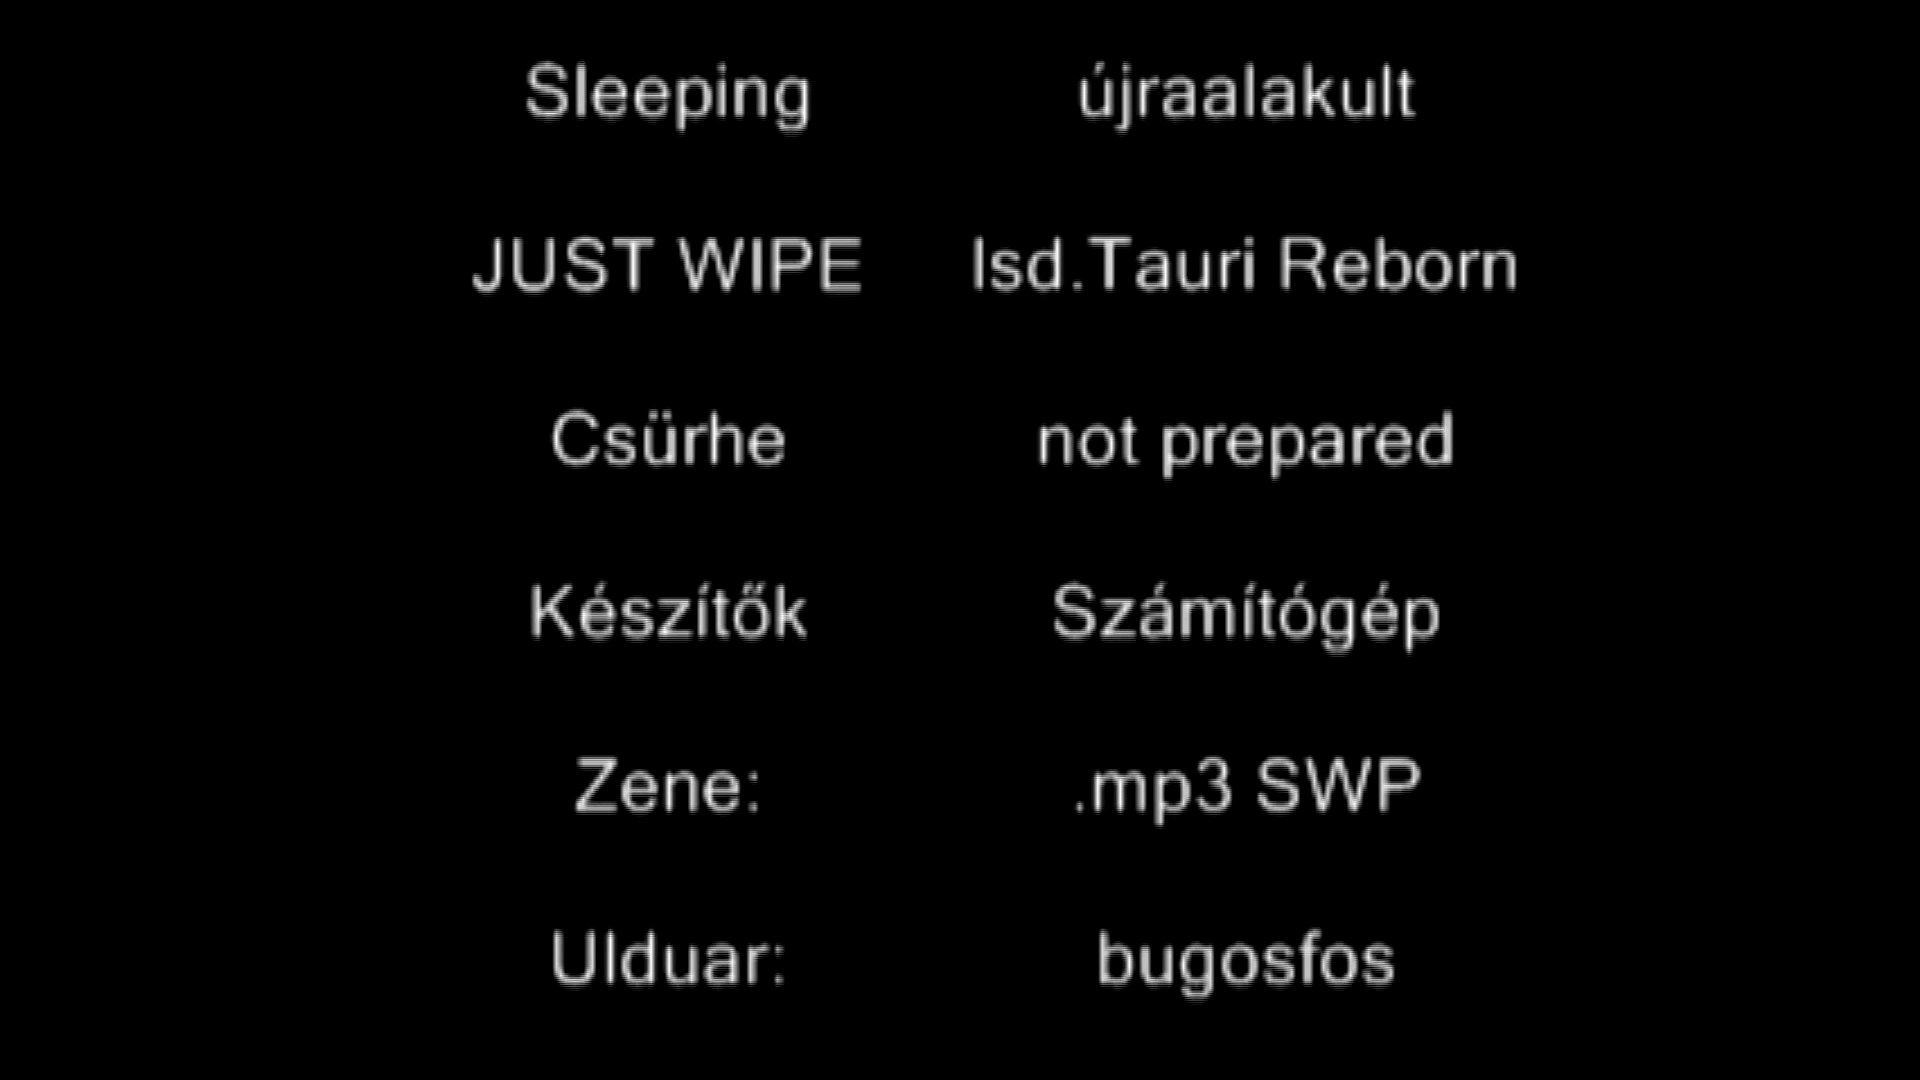 Sleeping újraalakult
JUST WIPE lsd.Tauri Reborn
Csürhe not prepared
Készítők Számítógép
Zene: .mp3 SWP
Ulduar: bugosfos